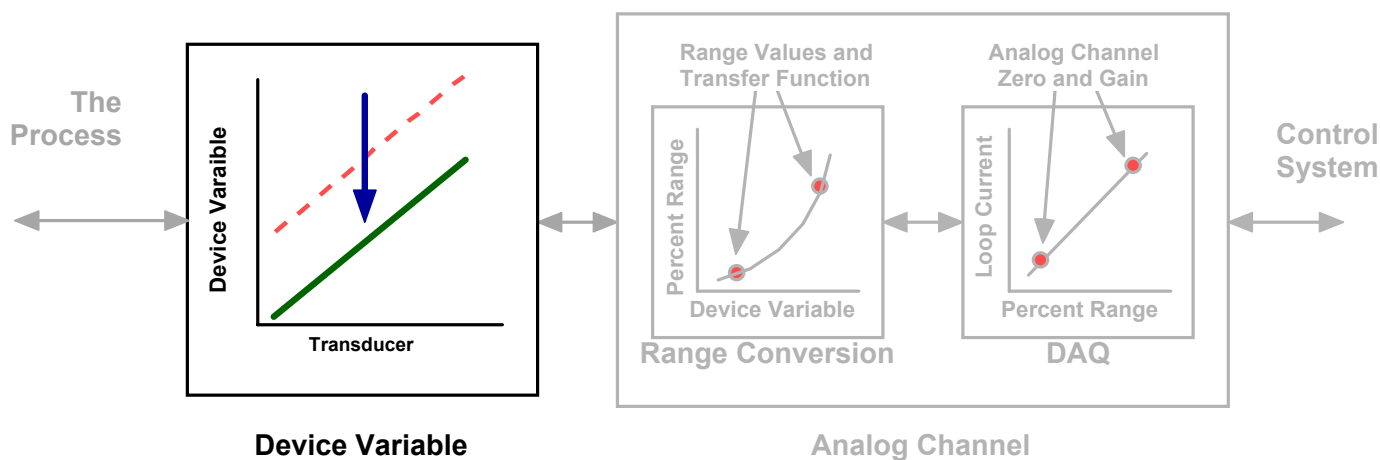 The
Process
Device Varaible
Transducer
Device Variable
Range Values and
Transfer Function
Percent Range
Device Variable
Range Conversion
Analog Channel
Zero and Gain
Loop Current
Percent Range
DAQ
Analog Channel
Control
System